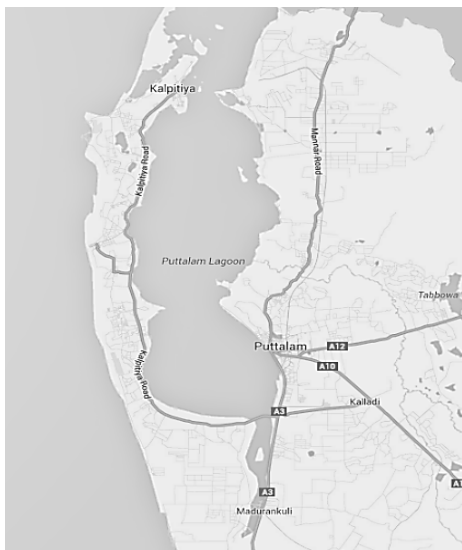 Kalpitiya
Kalpitiya Road
Mannar Road
Puttalam Lagoon
Tabbowa
Puttalam
A12
A10
Kalpitiya Road
Kalladi
A3
A3
Madurankuli